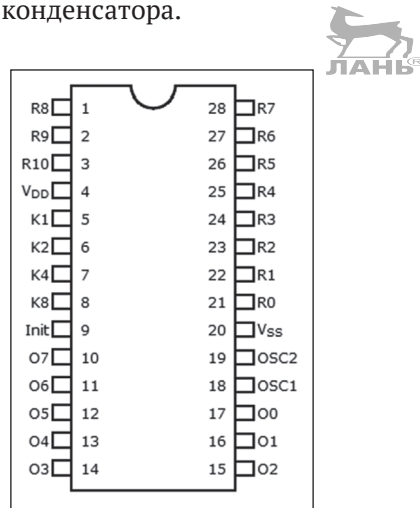 конденсатора.
ЛАНЬ®
R8 1 28 R7
R9 2 27 R6
R10 3 26 R5
VDD 4 25 R4
K1 5 24 R3
K2 6 23 R2
K4 7 22 R1
K8 8 21 R0
Init 9 20 VSS
O7 10 19 OSC2
O6 11 18 OSC1
O5 12 17 O0
O4 13 16 O1
O3 14 15 O2